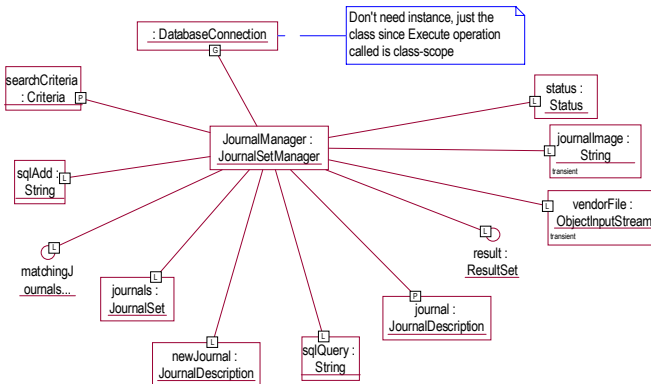 : DatabaseConnection
G
Don't need instance, just the
class since Execute operation
called is class-scope
searchCriteria
: Criteria
P
status :
Status
L
JournalManager :
JournalSetManager
journalImage :
String
L
transient
sqlAdd :
String
L
vendorFile :
ObjectInputStream
L
transient
L
matchingJ
ournals...
L
result :
ResultSet
L
journals :
JournalSet
P
journal :
JournalDescription
L
newJournal :
JournalDescription
L
sqlQuery :
String